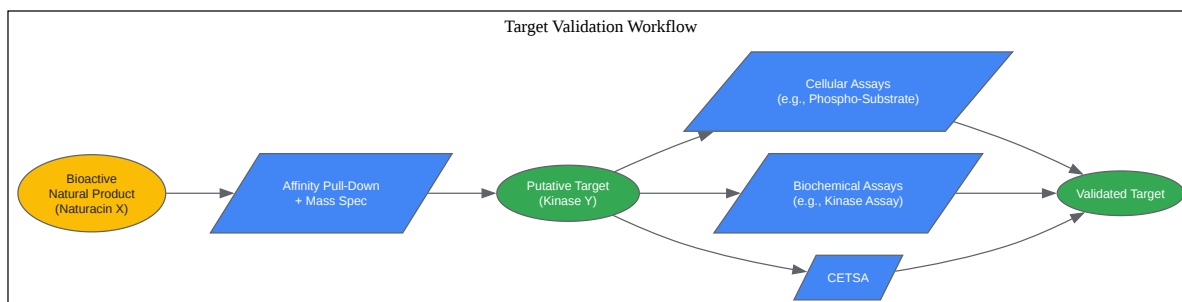 Target Validation Workflow
Bioactive
Natural Product
(Naturacin X)
Affinity Pull-Down
+ Mass Spec
Putative Target
(Kinase Y)
Cellular Assays
(e.g., Phospho-Substrate)
Biochemical Assays
(e.g., Kinase Assay)
CETSA
Validated Target